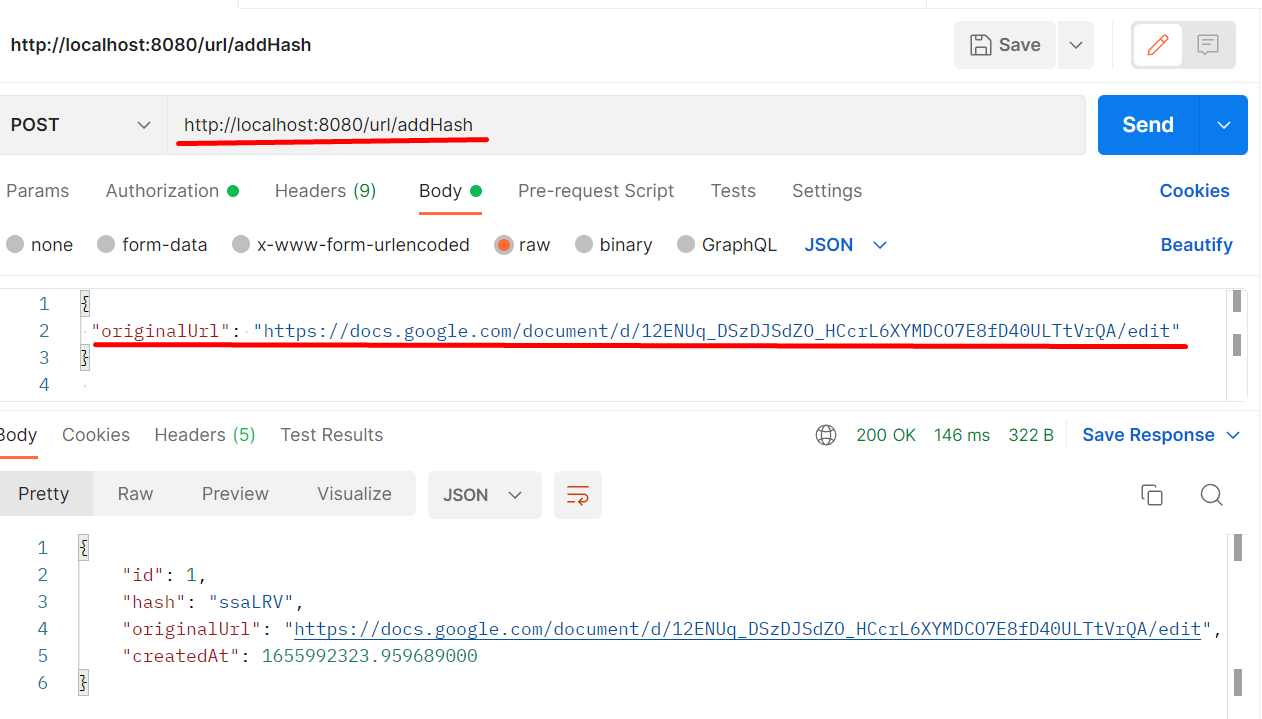 http://localhost:8080/url/addHash
Save
POST
http://localhost:8080/url/addHash
Send
Params Authorization Headers (9) Body Pre-request Script Tests Settings Cookies
none form-data x-www-form-urlencoded raw binary GraphQL JSON Beautify
1 {
2 "originalUrl": "https://docs.google.com/document/d/12ENUq_DSzDJSdZO_HCcrL6XYMDCO7E8fD40ULTtVrQA/edit"
3 }
4
Body Cookies Headers (5) Test Results 200 OK 146 ms 322 B Save Response
Pretty Raw Preview Visualize JSON
1 {
2 "id": 1,
3 "hash": "ssaLRV",
4 "originalUrl": "https://docs.google.com/document/d/12ENUq_DSzDJSdZO_HCcrL6XYMDCO7E8fD40ULTtVrQA/edit",
5 "createdAt": 1655992323.959689000
6 }